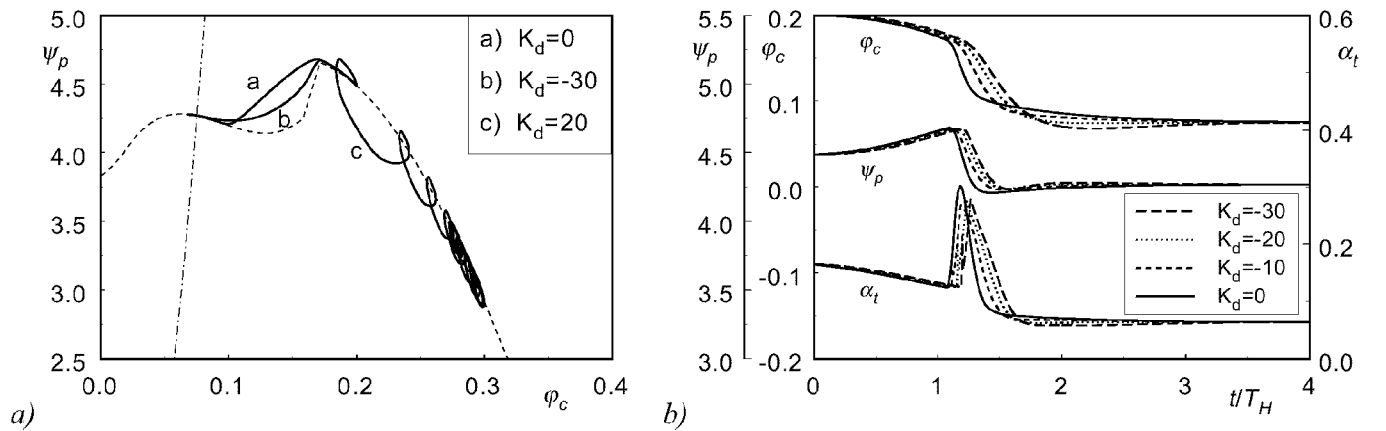 5.0
ψp
4.5
4.0
3.5
3.0
2.5
0.0
0.1
0.2
0.3
φc
0.4
a
b
c
a) Kd=0
b) Kd=-30
c) Kd=20
a)
5.5
ψp
5.0
4.5
4.0
3.5
3.0
0.2
φc
0.1
0.0
-0.1
-0.2
φc
ψp
αt
0.6
αt
0.4
0.2
0.0
Kd=-30
Kd=-20
Kd=-10
Kd=0
0
1
2
3
t/TH
4
b)